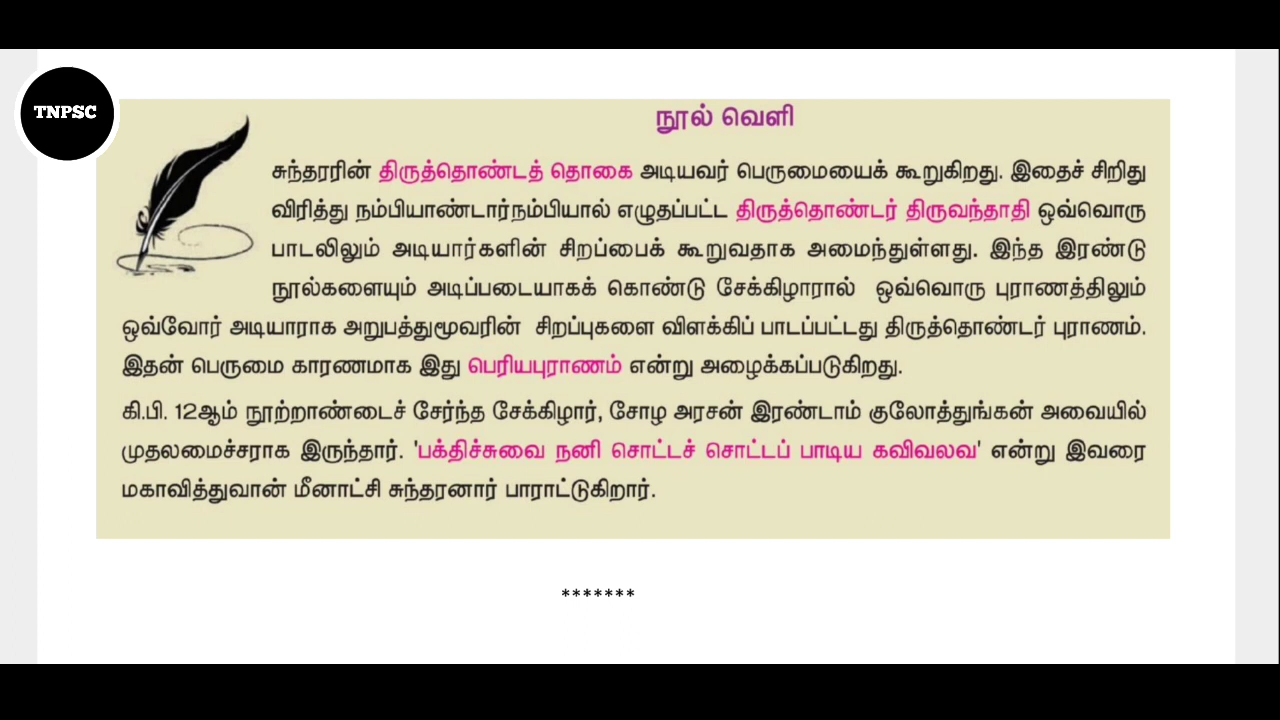 TNPSC
நூல் வெளி
சுந்தரரின் திருத்தொண்டத் தொகை அடியவர் பெருமையைக் கூறுகிறது. இதைச் சிறிது
விரித்து நம்பியாண்டார்நம்பியால் எழுதப்பட்ட திருத்தொண்டர் திருவந்தாதி ஒவ்வொரு
பாடலிலும் அடியார்களின் சிறப்பைக் கூறுவதாக அமைந்துள்ளது. இந்த இரண்டு
நூல்களையும் அடிப்படையாகக் கொண்டு சேக்கிழாரால் ஒவ்வொரு புராணத்திலும்
ஒவ்வோர் அடியாராக அறுபத்துமூவரின் சிறப்புகளை விளக்கிப் பாடப்பட்டது திருத்தொண்டர் புராணம்.
இதன் பெருமை காரணமாக இது பெரியபுராணம் என்று அழைக்கப்படுகிறது.
கி.பி. 12ஆம் நூற்றாண்டைச் சேர்ந்த சேக்கிழார், சோழ அரசன் இரண்டாம் குலோத்துங்கன் அவையில்
முதலமைச்சராக இருந்தார். 'பக்திச்சுவை நனி சொட்டச் சொட்டப் பாடிய கவிவலவ' என்று இவரை
மகாவித்துவான் மீனாட்சி சுந்தரனார் பாராட்டுகிறார்.
*******